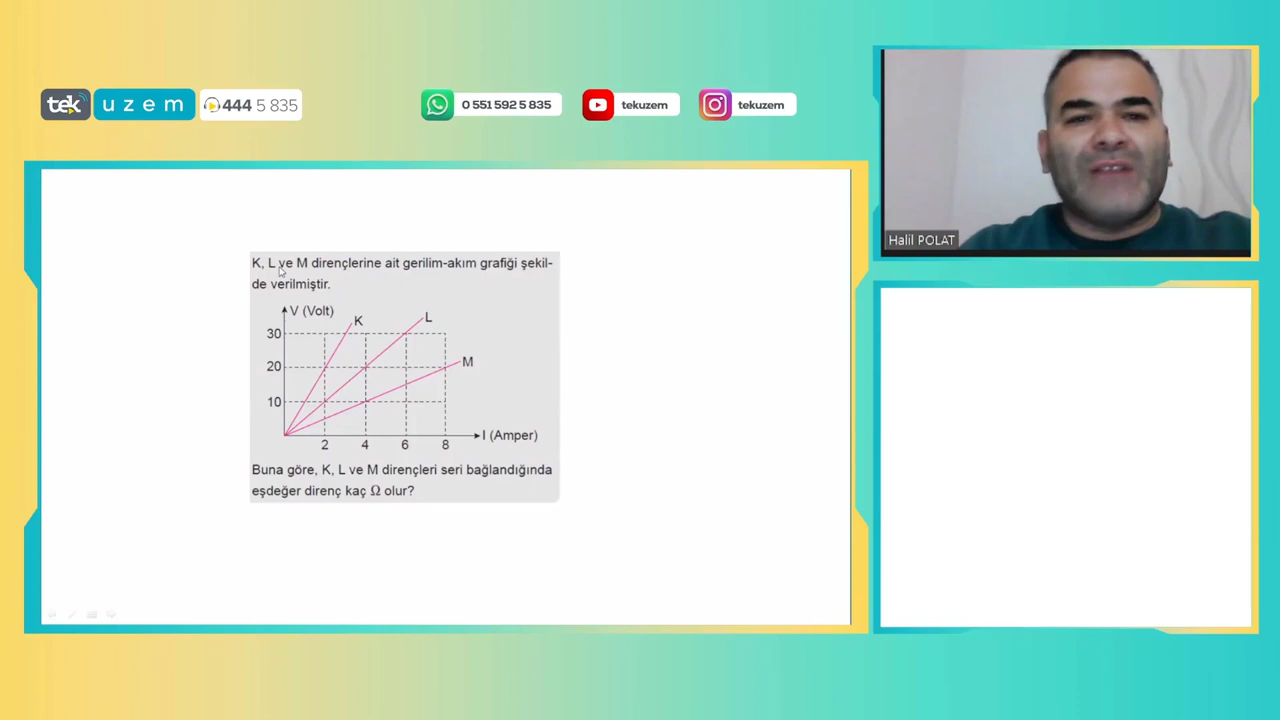 tek uzem 444 5 835
0 551 592 5 835
tekuzem
tekuzem
Halil POLAT
K, L ve M dirençlerine ait gerilim-akım grafiği şekil-
de verilmiştir.
V (Volt)
K
L
30
M
20
10
I (Amper)
2 4 6 8
Buna göre, K, L ve M dirençleri seri bağlandığında
eşdeğer direnç kaç Ω olur?